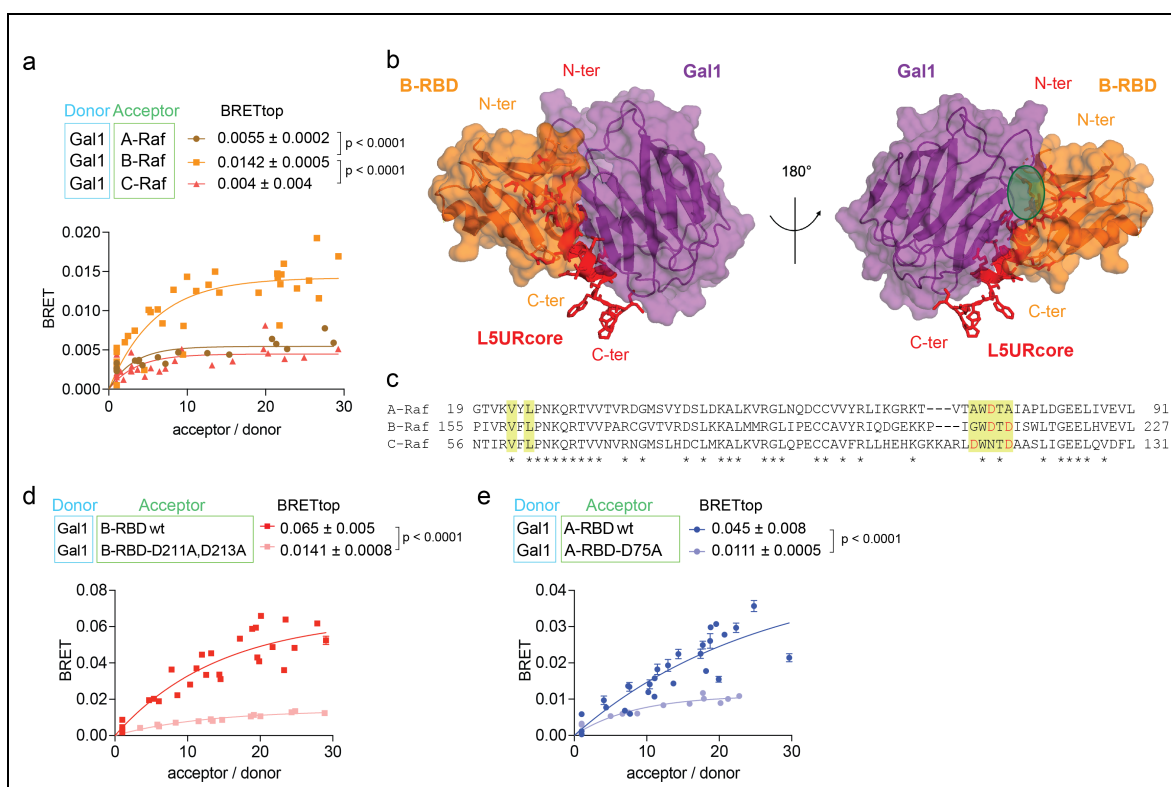 a
Donor Acceptor BRETtop
Gal1 A-Raf 0.0055 ± 0.0002
p < 0.0001
Gal1 B-Raf 0.0142 ± 0.0005
p < 0.0001
Gal1 C-Raf 0.004 ± 0.004
0.020
0.015
0.010
0.005
0.000
BRET
0 10 20 30
acceptor / donor
b
N-ter
B-RBD
Gal1
N-ter
C-ter
L5URcore
C-ter
180°
Gal1
N-ter
B-RBD
N-ter
C-ter
L5URcore
C-ter
c
A-Raf 19 GTVKVYLPNKQRTVVTVRDGMSVYDSLDKALKVRGLNQDCCVVYRLIKGRKT---VTAWDTAIAPLDGEELIVEVL 91
B-Raf 155 PIVRVFLPNKQRTVVPARCGVTVRDSLKKALMMRGLIPECCAVYRIQDGEKKP---IGWDTDISWLTGEELHVEVL 227
C-Raf 56 NTIRVFLPNKQRTVVNVRNGMSLHDCLMKALKVRGLQPECCAVFRLLHEHKGKKARLDWNTDAASLIGEELQVDFL 131
* ******** * * ** *** *** ** * * * * * **** *
d
Donor Acceptor BRETtop
Gal1 B-RBD wt 0.065 ± 0.005
p < 0.0001
Gal1 B-RBD-D211A,D213A 0.0141 ± 0.0008
0.08
0.06
0.04
0.02
0.00
BRET
0 10 20 30
acceptor / donor
e
Donor Acceptor BRETtop
Gal1 A-RBD wt 0.045 ± 0.008
p < 0.0001
Gal1 A-RBD-D75A 0.0111 ± 0.0005
0.04
0.03
0.02
0.01
0.00
BRET
0 10 20 30
acceptor / donor